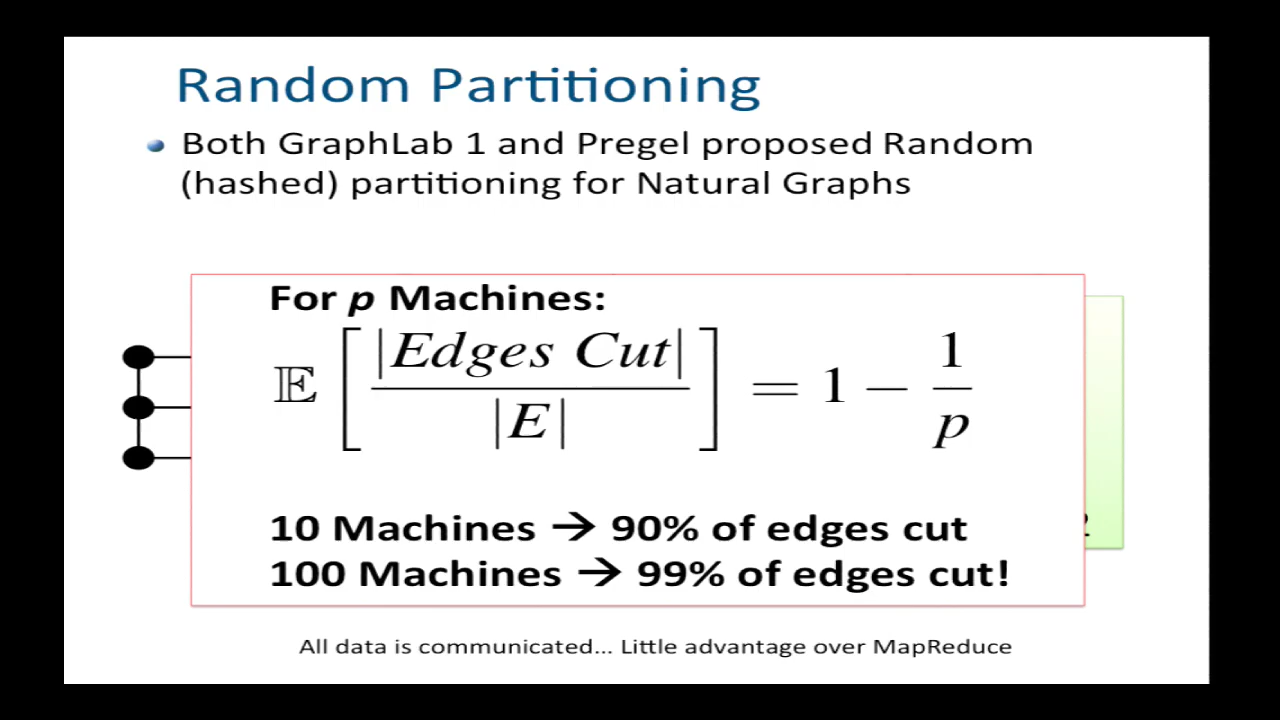 Random Partitioning
Both GraphLab 1 and Pregel proposed Random
(hashed) partitioning for Natural Graphs
For p Machines:
𝔼 [ |Edges Cut| / |E| ] = 1 − 1/p
10 Machines → 90% of edges cut
100 Machines → 99% of edges cut!
All data is communicated... Little advantage over MapReduce